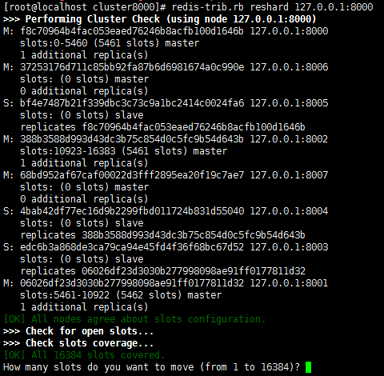 [root@localhost cluster8000]# redis-trib.rb reshard 127.0.0.1:8000
>>> Performing Cluster Check (using node 127.0.0.1:8000)
M: f8c70964b4fac053eaed76246b8acfb100d1646b 127.0.0.1:8000
slots:0-5460 (5461 slots) master
1 additional replica(s)
M: 37253176d711c85bb92fa87b6d6981674a0c990e 127.0.0.1:8006
slots: (0 slots) master
0 additional replica(s)
S: bf4e7487b21f339dbc3c73c9a1bc2414c0024fa6 127.0.0.1:8005
slots: (0 slots) slave
replicates f8c70964b4fac053eaed76246b8acfb100d1646b
M: 388b3588d993d43dc3b75c854d0c5fc9b54d643b 127.0.0.1:8002
slots:10923-16383 (5461 slots) master
1 additional replica(s)
M: 68bd952af67caf00022d3fff2895ea20f19c7ae7 127.0.0.1:8007
slots: (0 slots) master
0 additional replica(s)
S: 4bab42df77ec16d9b2299fbd011724b831d55040 127.0.0.1:8004
slots: (0 slots) slave
replicates 388b3588d993d43dc3b75c854d0c5fc9b54d643b
S: edc6b3a868de3ca79ca94e45fd4f36f68bc67d52 127.0.0.1:8003
slots: (0 slots) slave
replicates 06026df23d3030b277998098ae91ff0177811d32
M: 06026df23d3030b277998098ae91ff0177811d32 127.0.0.1:8001
slots:5461-10922 (5462 slots) master
1 additional replica(s)
[OK] All nodes agree about slots configuration.
>>> Check for open slots...
>>> Check slots coverage...
[OK] All 16384 slots covered.
How many slots do you want to move (from 1 to 16384)?